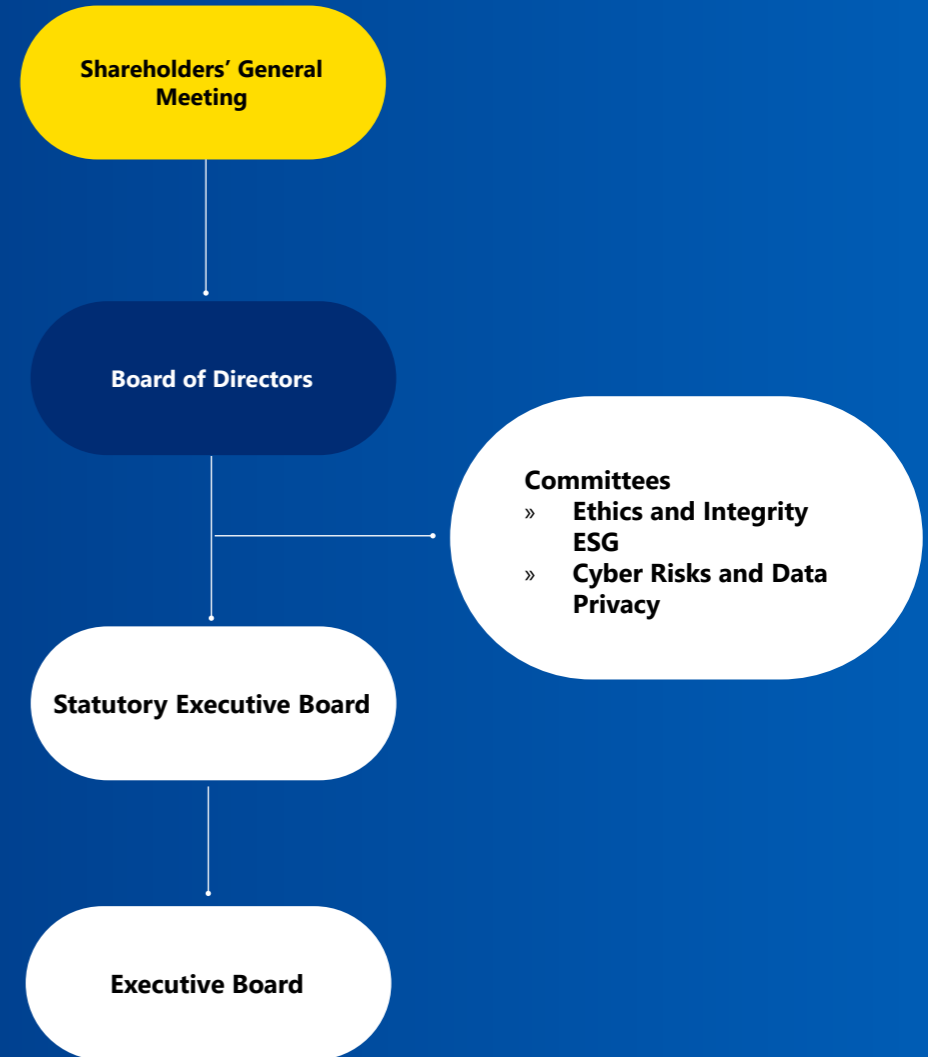 Shareholders’ General
Meeting
Board of Directors
Committees
» Ethics and Integrity
ESG
» Cyber Risks and Data
Privacy
Statutory Executive Board
Executive Board